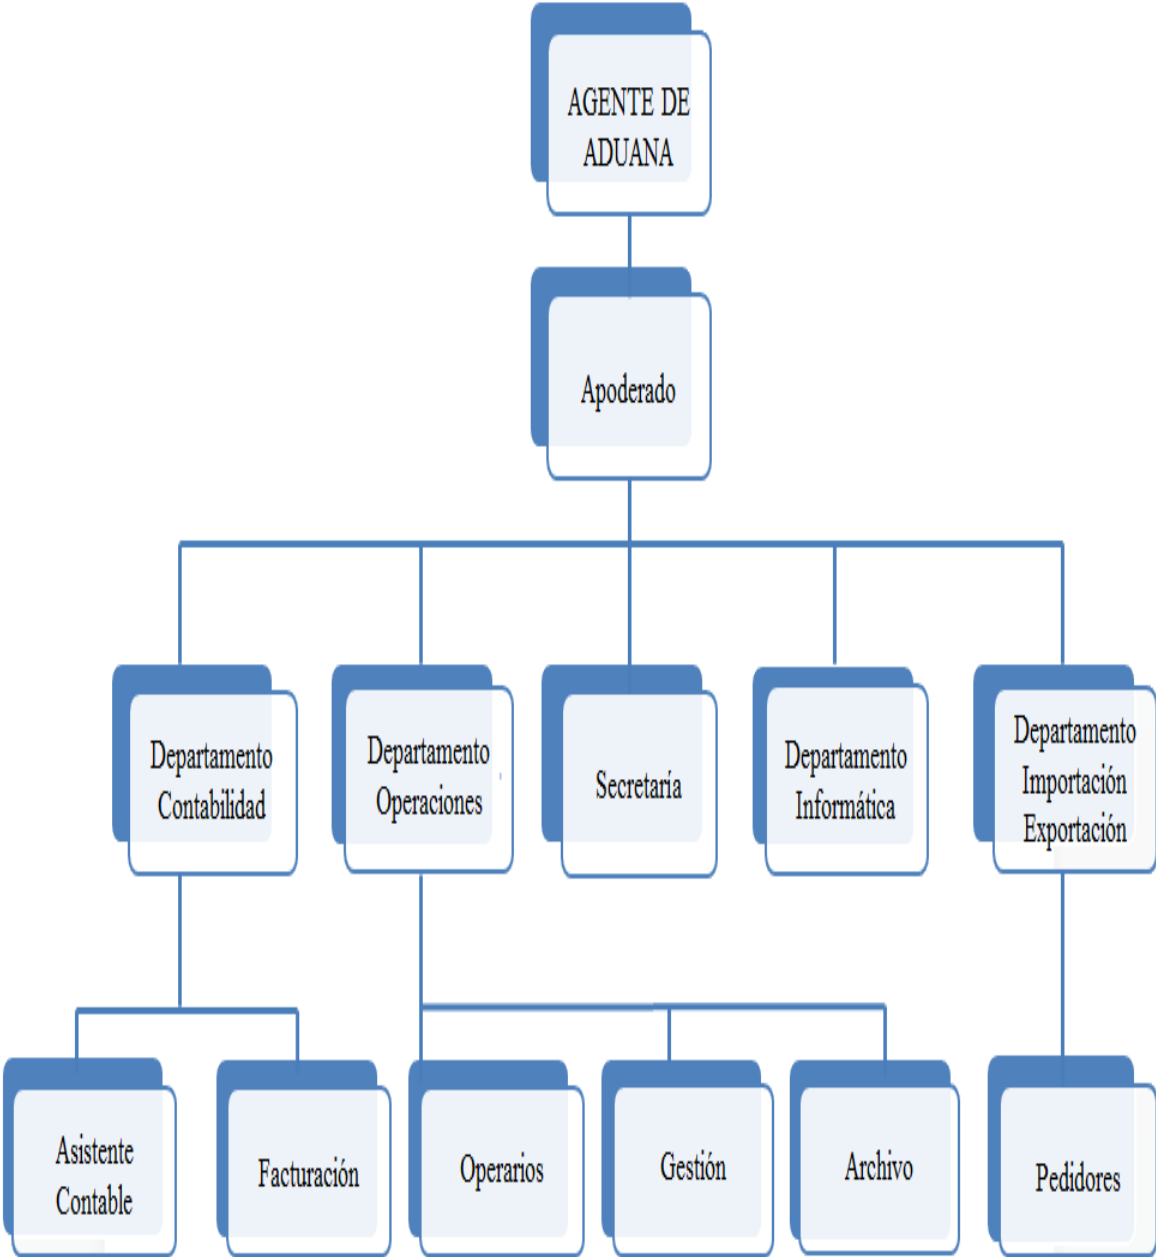 AGENTE DE
ADUANA
Apoderado
Departamento
Contabilidad
Departamento
Operaciones
Secretaría
Departamento
Informática
Departamento
Importación
Exportación
Asistente
Contable
Facturación
Operarios
Gestión
Archivo
Pedidores